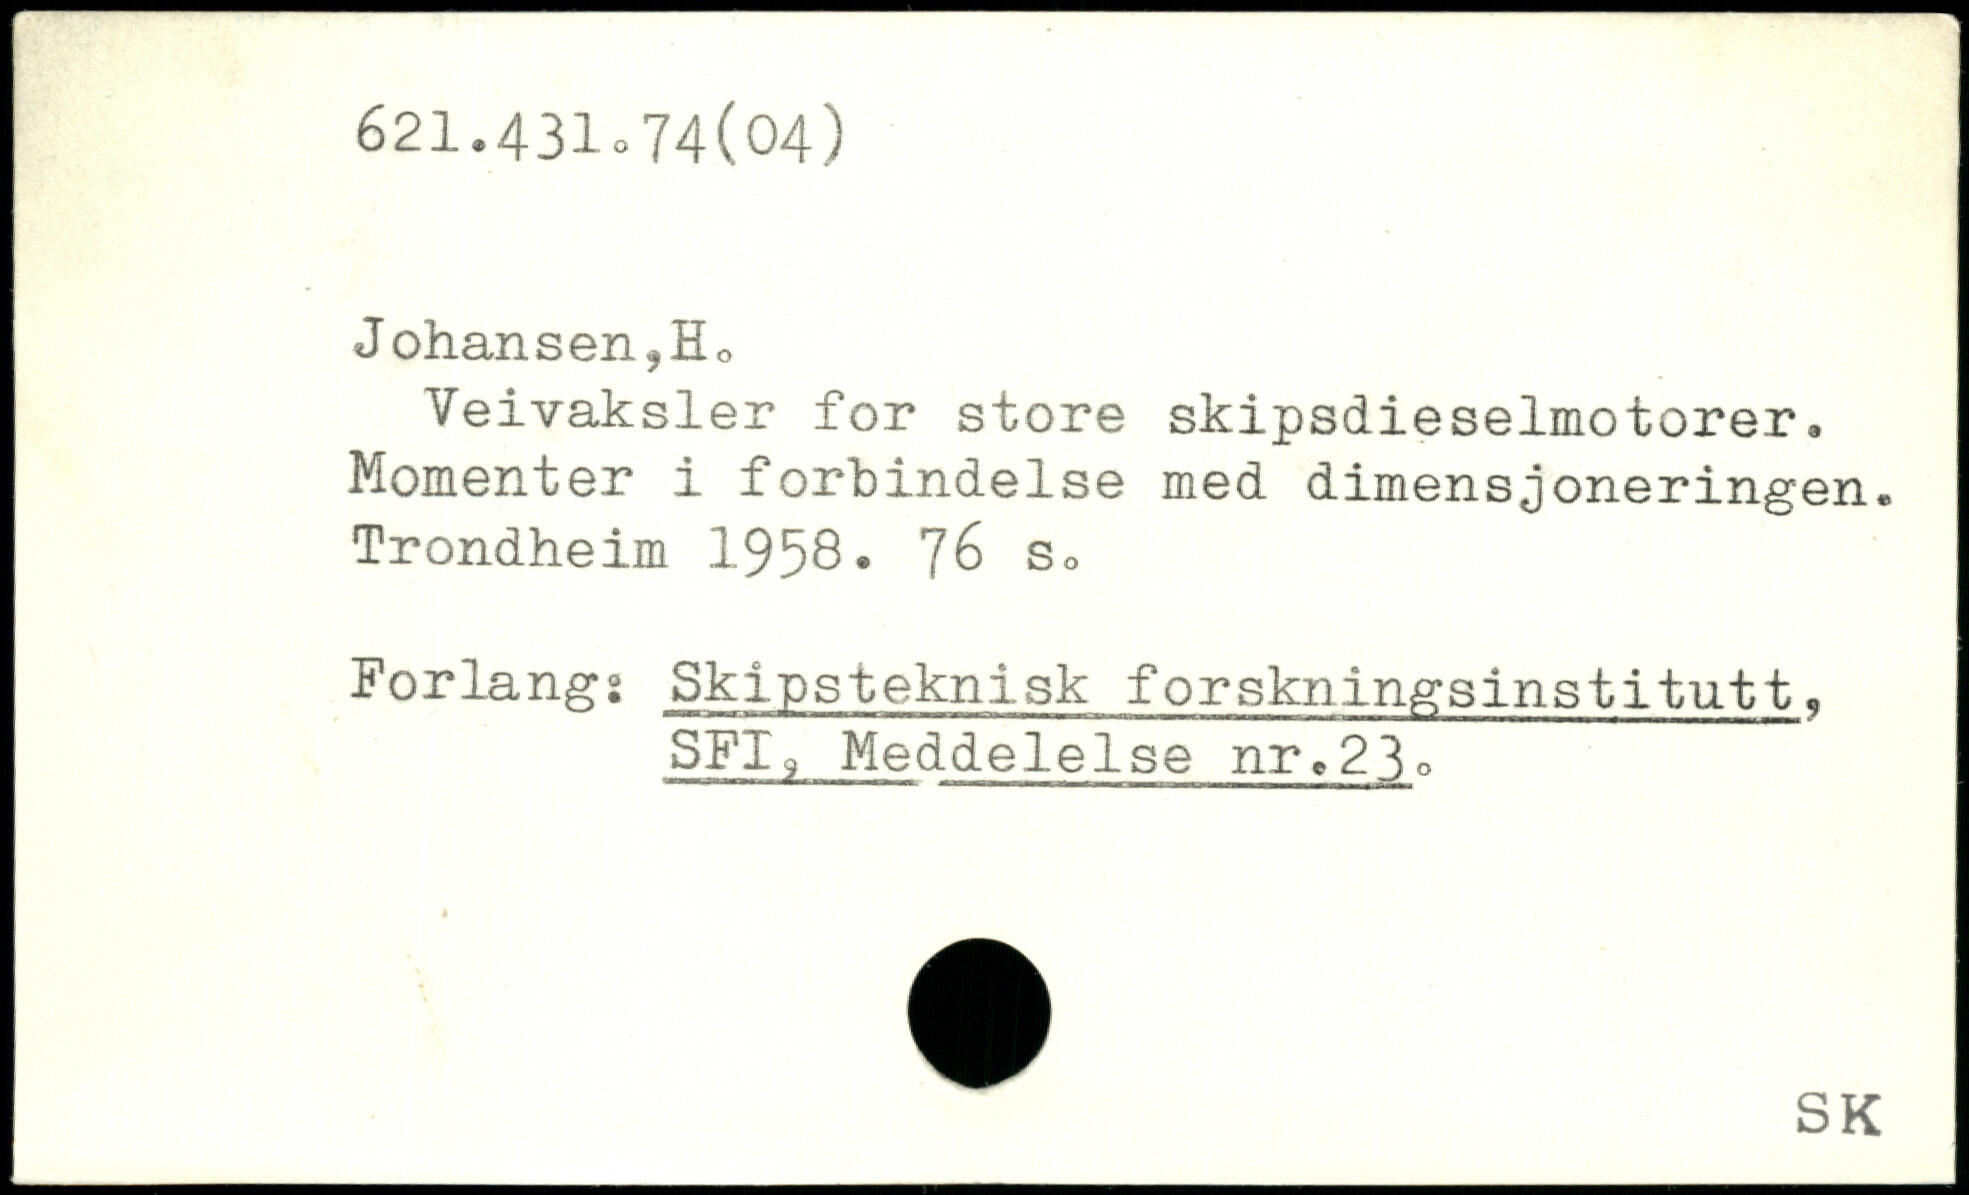 621.431.74(04)
Johansen,H.
Veivaksler for store skipsdieselmotorer.
Momenter i forbindelse med dimensjoneringen.
Trondheim 1958. 76 s.
Forlang: Skipsteknisk forskningsinstitutt,
SFI, Meddelelse nr.23.
SK